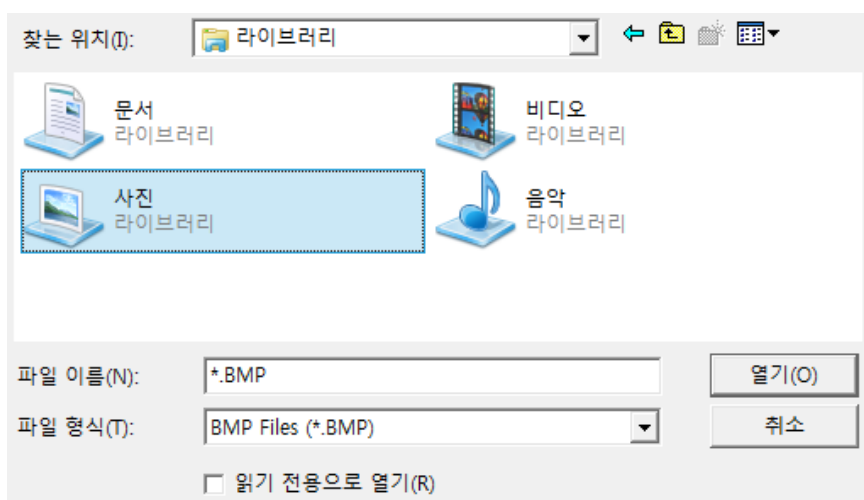 찾는 위치(I): 라이브러리
문서
라이브러리
비디오
라이브러리
사진
라이브러리
음악
라이브러리
파일 이름(N): *.BMP 열기(O)
파일 형식(T): BMP Files (*.BMP) 취소
읽기 전용으로 열기(R)